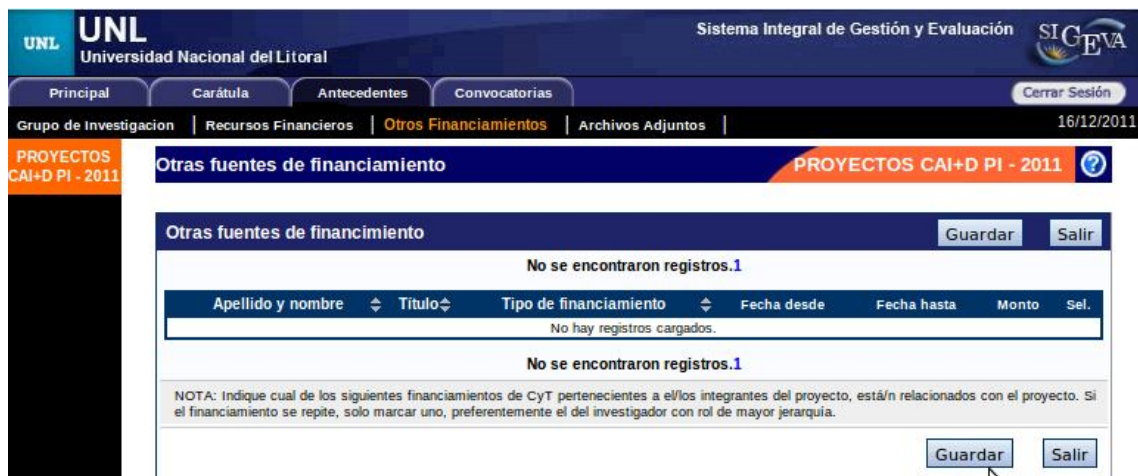 UNL
UNL
Universidad Nacional del Litoral
Sistema Integral de Gestión y Evaluación
SIGEVA
Principal
Carátula
Antecedentes
Convocatorias
Cerrar Sesión
Grupo de Investigacion | Recursos Financieros | Otros Financiamientos | Archivos Adjuntos |
16/12/2011
PROYECTOS
CAI+D PI - 2011
Otras fuentes de financiamiento
PROYECTOS CAI+D PI - 2011 ?
Otras fuentes de financimiento
Guardar
Salir
No se encontraron registros.1
Apellido y nombre Título Tipo de financiamiento Fecha desde Fecha hasta Monto Sel.
No hay registros cargados.
No se encontraron registros.1
NOTA: Indique cual de los siguientes financiamientos de CyT pertenecientes a el/los integrantes del proyecto, está/n relacionados con el proyecto. Si
el financiamiento se repite, solo marcar uno, preferentemente el del investigador con rol de mayor jerarquía.
Guardar
Salir